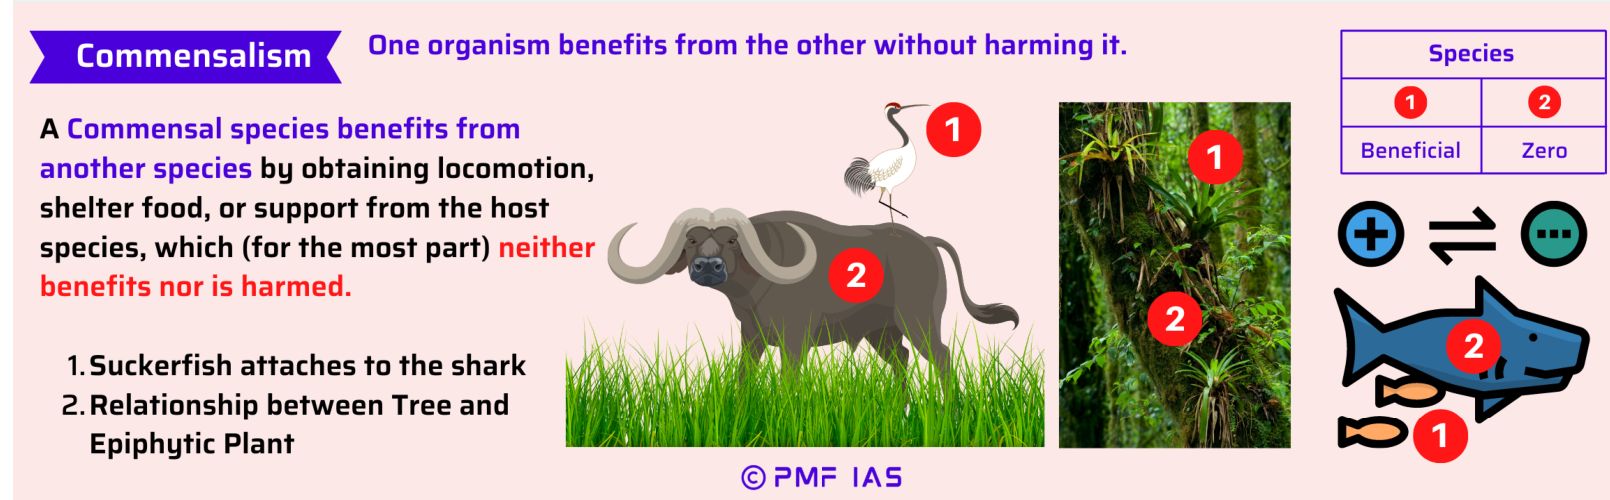 Commensalism
One organism benefits from the other without harming it.
A Commensal species benefits from
another species by obtaining locomotion,
shelter food, or support from the host
species, which (for the most part) neither
benefits nor is harmed.
1. Suckerfish attaches to the shark
2. Relationship between Tree and
Epiphytic Plant
1
2
1
2
Species
1 2
Beneficial Zero
2
1
© PMF IAS